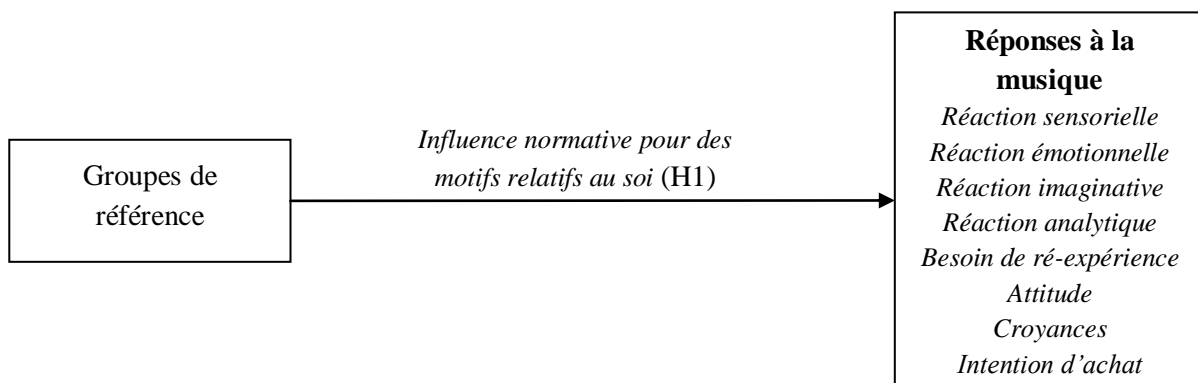 Groupes de
référence
Influence normative pour des
motifs relatifs au soi (H1)
Réponses à la
musique
Réaction sensorielle
Réaction émotionnelle
Réaction imaginative
Réaction analytique
Besoin de ré-expérience
Attitude
Croyances
Intention d’achat